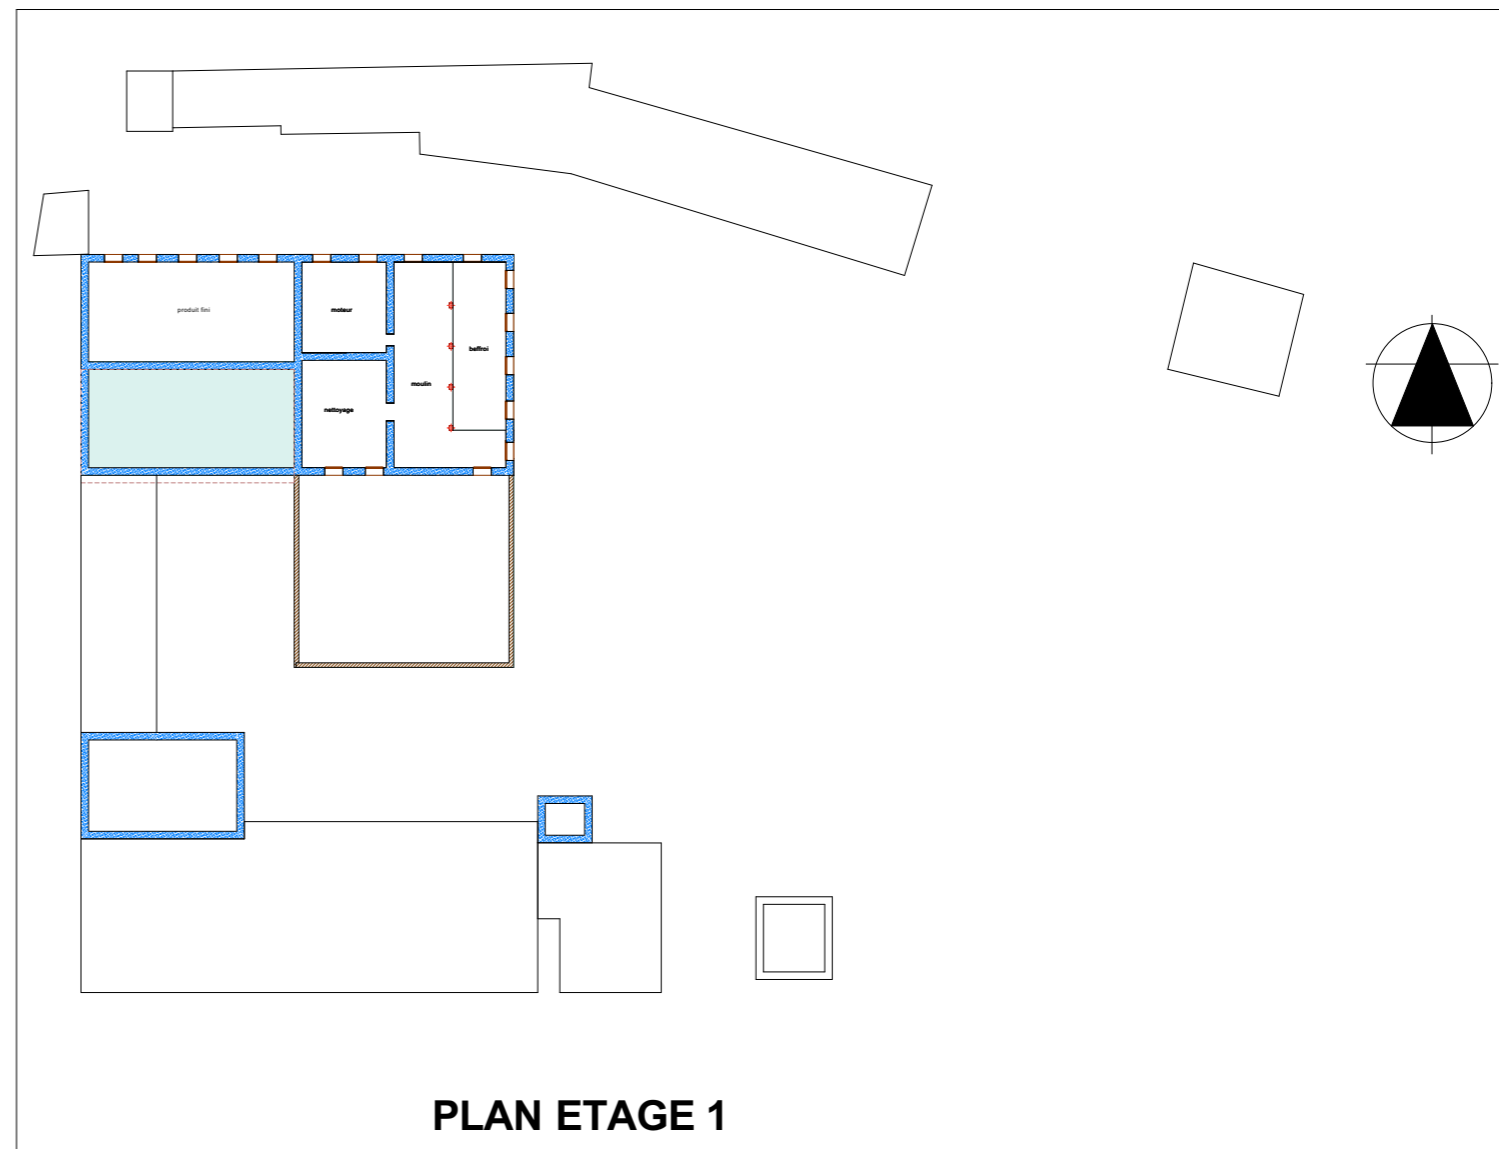 produit fini
moteur
beffroi
moulin
nettoyage
PLAN ETAGE 1